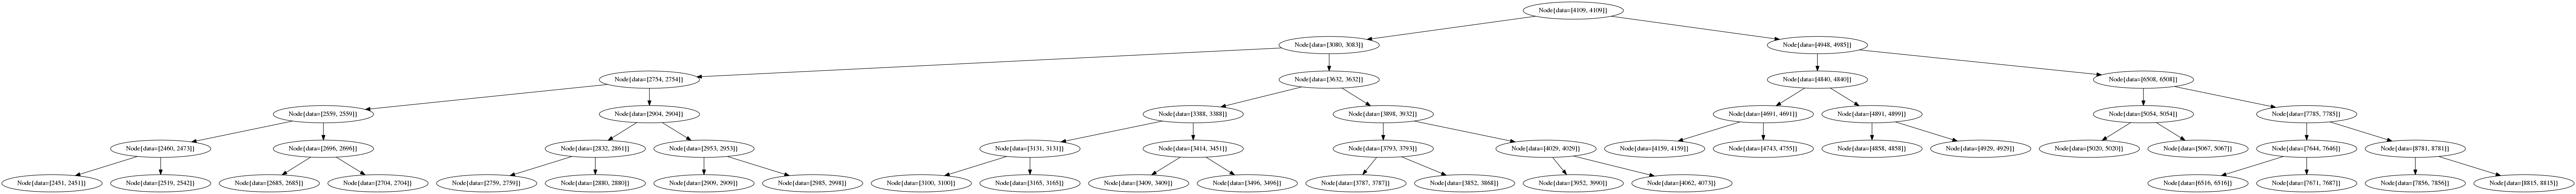 Node{data=[4109, 4109]}
Node{data=[3080, 3083]}
Node{data=[4948, 4985]}
Node{data=[2754, 2754]}
Node{data=[3632, 3632]}
Node{data=[4840, 4840]}
Node{data=[6508, 6508]}
Node{data=[2559, 2559]}
Node{data=[2904, 2904]}
Node{data=[3388, 3388]}
Node{data=[3898, 3932]}
Node{data=[4691, 4691]}
Node{data=[4891, 4899]}
Node{data=[5054, 5054]}
Node{data=[7785, 7785]}
Node{data=[2460, 2473]}
Node{data=[2696, 2696]}
Node{data=[2832, 2861]}
Node{data=[2953, 2953]}
Node{data=[3131, 3131]}
Node{data=[3414, 3451]}
Node{data=[3793, 3793]}
Node{data=[4029, 4029]}
Node{data=[4159, 4159]}
Node{data=[4743, 4755]}
Node{data=[4858, 4858]}
Node{data=[4929, 4929]}
Node{data=[5020, 5020]}
Node{data=[5067, 5067]}
Node{data=[7644, 7646]}
Node{data=[8781, 8781]}
Node{data=[2451, 2451]}
Node{data=[2519, 2542]}
Node{data=[2685, 2685]}
Node{data=[2704, 2704]}
Node{data=[2759, 2759]}
Node{data=[2880, 2880]}
Node{data=[2909, 2909]}
Node{data=[2985, 2998]}
Node{data=[3100, 3100]}
Node{data=[3165, 3165]}
Node{data=[3409, 3409]}
Node{data=[3496, 3496]}
Node{data=[3787, 3787]}
Node{data=[3852, 3868]}
Node{data=[3952, 3990]}
Node{data=[4062, 4073]}
Node{data=[6516, 6516]}
Node{data=[7671, 7687]}
Node{data=[7856, 7856]}
Node{data=[8815, 8815]}